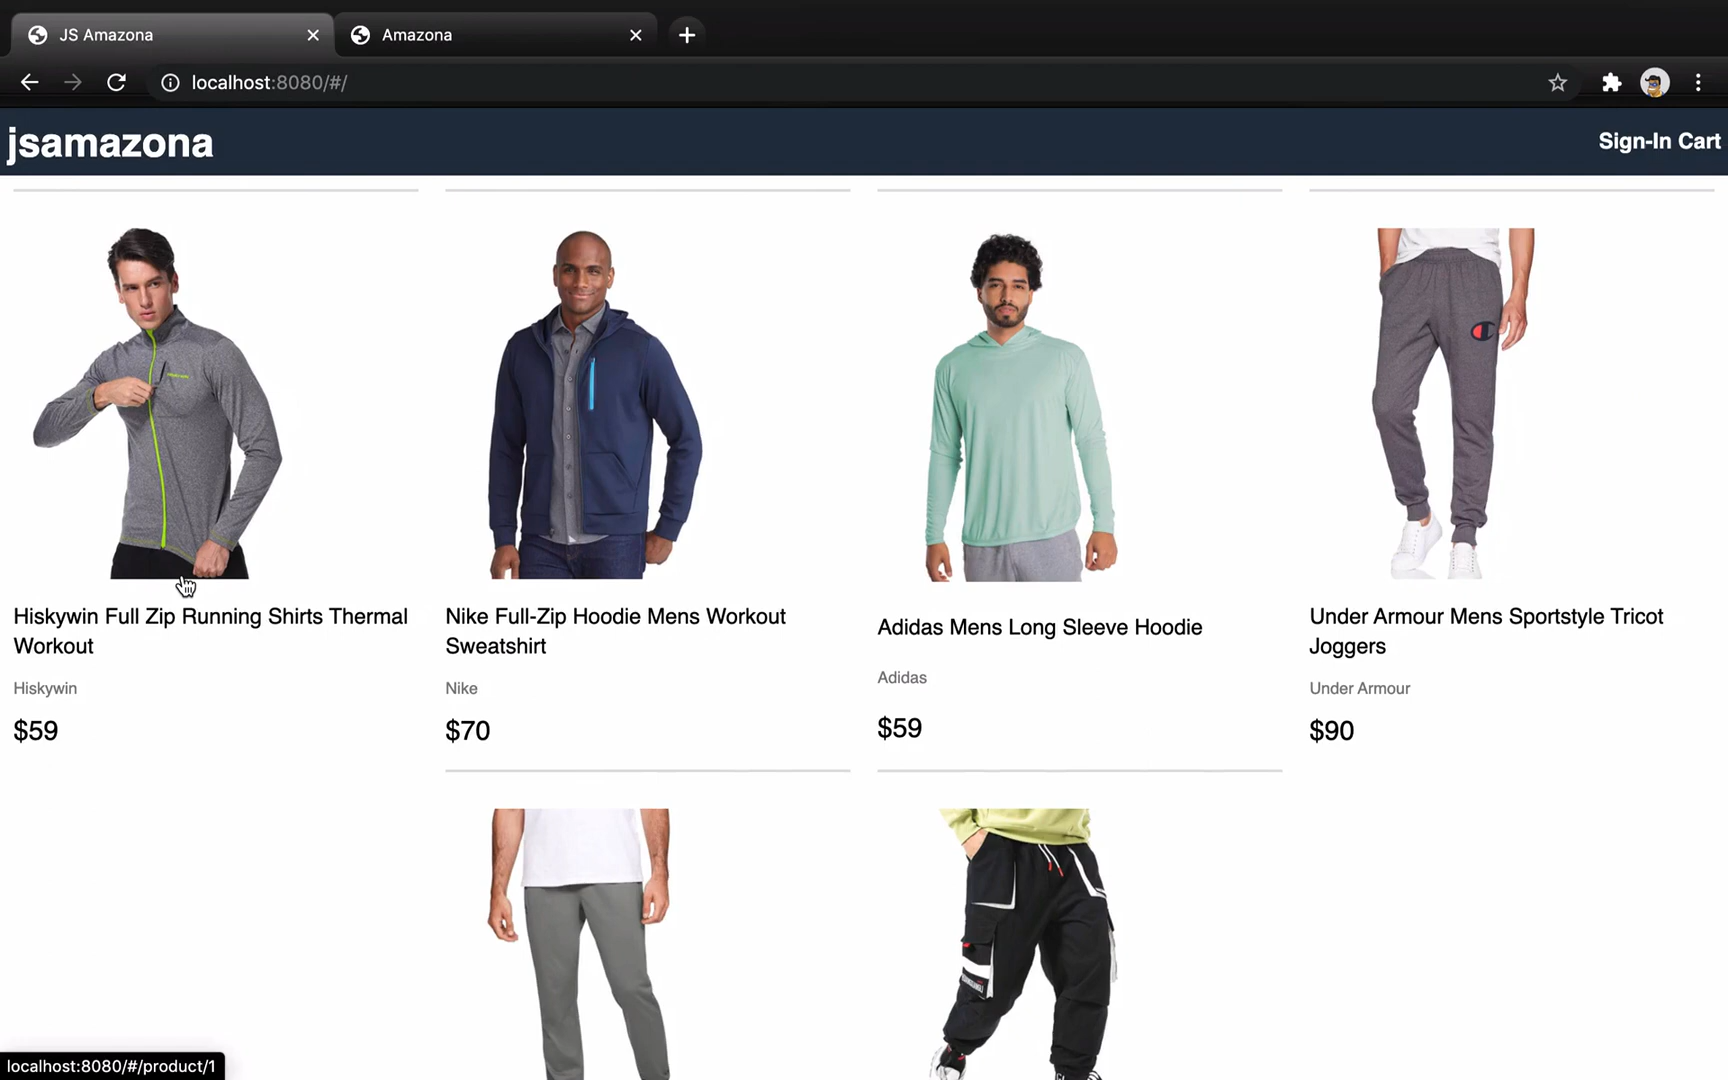 JS Amazona
Amazona
localhost:8080/#/
jsamazona
Sign-In Cart
Hiskywin Full Zip Running Shirts Thermal
Workout
Hiskywin
$59
Nike Full-Zip Hoodie Mens Workout
Sweatshirt
Nike
$70
Adidas Mens Long Sleeve Hoodie
Adidas
$59
Under Armour Mens Sportstyle Tricot
Joggers
Under Armour
$90
localhost:8080/#/product/1